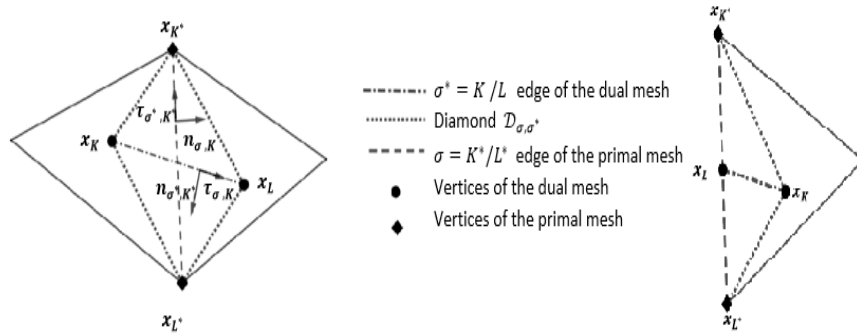 x_{K*}
τ_{σ*,K*}
n_{σ,K}
x_K
n_{σ*,K*}
τ_{σ,K}
x_L
x_{L*}
σ* = K /L edge of the dual mesh
Diamond 𝒟_{σ,σ*}
σ = K*/L* edge of the primal mesh
Vertices of the dual mesh
Vertices of the primal mesh
x_{K*}
x_L
x_K
x_{L*}